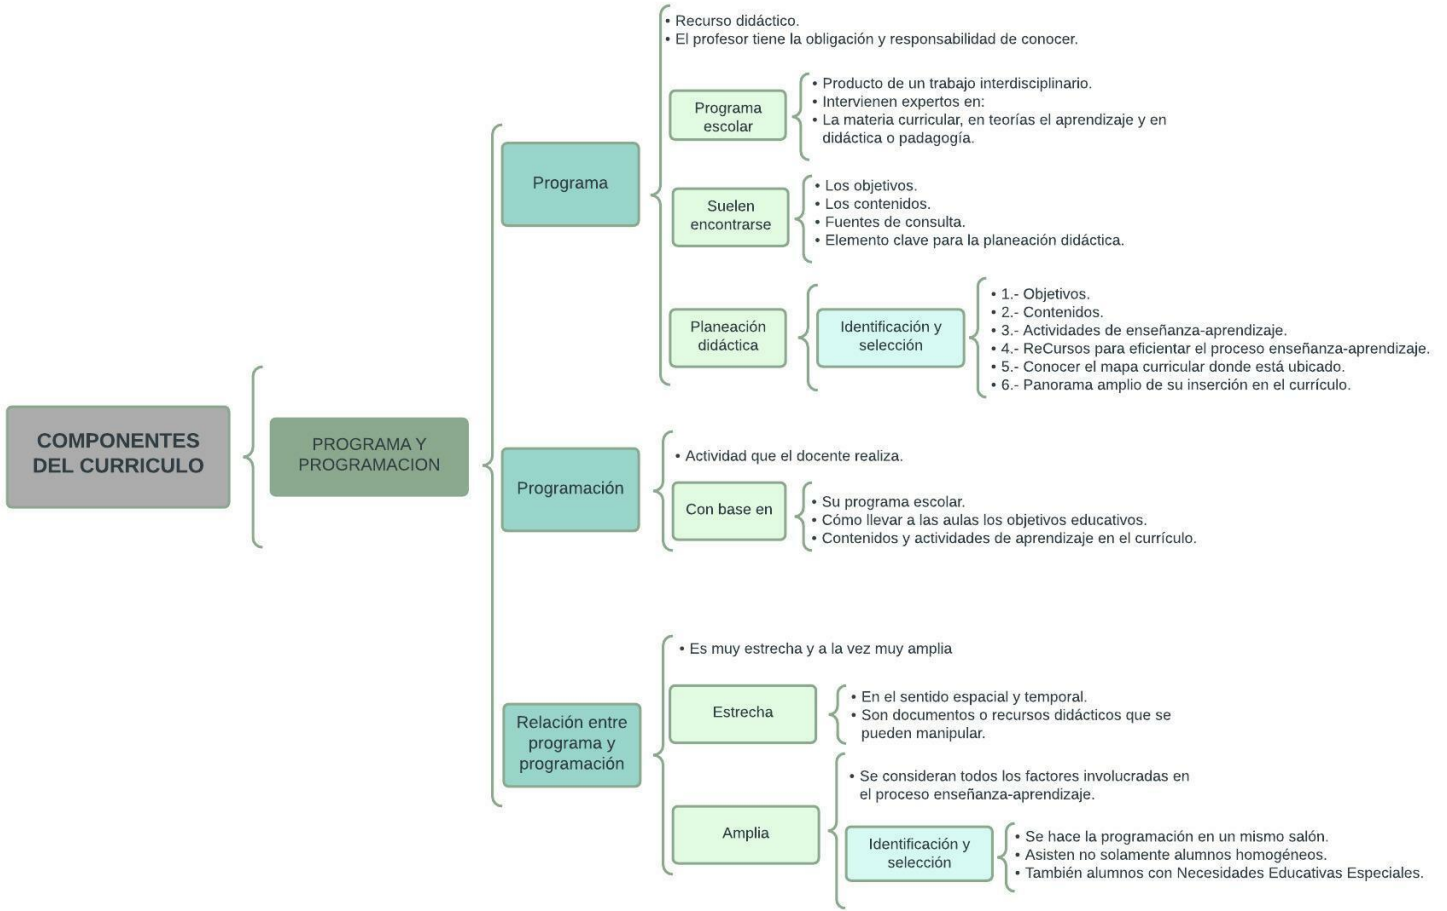 COMPONENTES
DEL CURRICULO
PROGRAMA Y
PROGRAMACION
Programa
• Recurso didáctico.
• El profesor tiene la obligación y responsabilidad de conocer.
Programa
escolar
• Producto de un trabajo interdisciplinario.
• Intervienen expertos en:
• La materia curricular, en teorías el aprendizaje y en
didáctica o padagogía.
Suelen
encontrarse
• Los objetivos.
• Los contenidos.
• Fuentes de consulta.
• Elemento clave para la planeación didáctica.
Planeación
didáctica
Identificación y
selección
• 1.- Objetivos.
• 2.- Contenidos.
• 3.- Actividades de enseñanza-aprendizaje.
• 4.- ReCursos para eficientar el proceso enseñanza-aprendizaje.
• 5.- Conocer el mapa curricular donde está ubicado.
• 6.- Panorama amplio de su inserción en el currículo.
Programación
• Actividad que el docente realiza.
Con base en
• Su programa escolar.
• Cómo llevar a las aulas los objetivos educativos.
• Contenidos y actividades de aprendizaje en el currículo.
Relación entre
programa y
programación
• Es muy estrecha y a la vez muy amplia
Estrecha
• En el sentido espacial y temporal.
• Son documentos o recursos didácticos que se
pueden manipular.
Amplia
• Se consideran todos los factores involucradas en
el proceso enseñanza-aprendizaje.
Identificación y
selección
• Se hace la programación en un mismo salón.
• Asisten no solamente alumnos homogéneos.
• También alumnos con Necesidades Educativas Especiales.